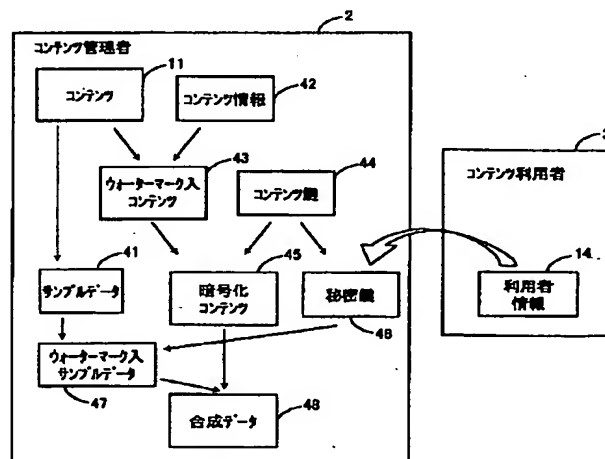 2
コンテンツ管理者
11
42
コンテンツ
コンテンツ情報
43
44
ウォーターマーク入
コンテンツ
コンテンツ鍵
コンテンツ利用者
41
45
14
サンプルデータ
暗号化
コンテンツ
秘密鍵
利用者
情報
46
ウォーターマーク入
サンプルデータ
47
合成データ
48